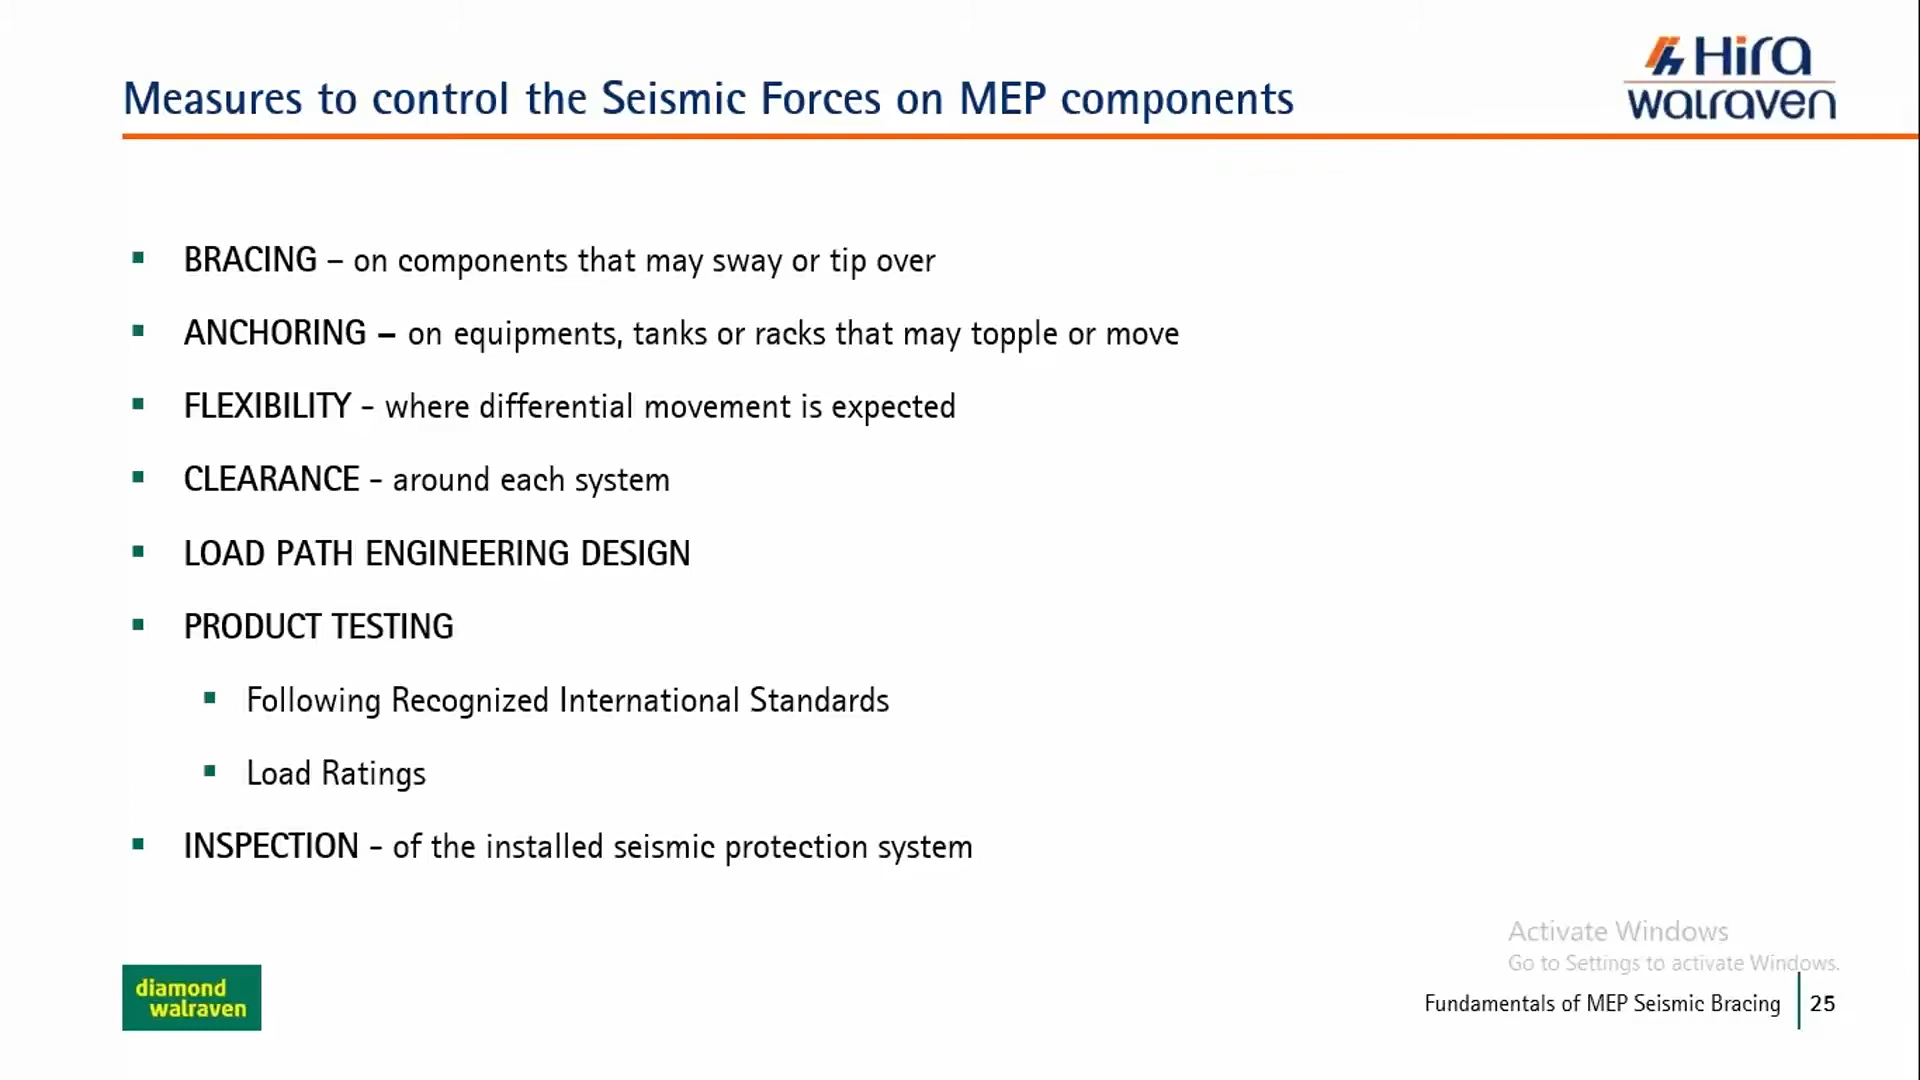 Hira
walraven
Measures to control the Seismic Forces on MEP components
▪ BRACING – on components that may sway or tip over
▪ ANCHORING – on equipments, tanks or racks that may topple or move
▪ FLEXIBILITY - where differential movement is expected
▪ CLEARANCE - around each system
▪ LOAD PATH ENGINEERING DESIGN
▪ PRODUCT TESTING
▪ Following Recognized International Standards
▪ Load Ratings
▪ INSPECTION - of the installed seismic protection system
Activate Windows
Go to Settings to activate Windows.
diamond
walraven
Fundamentals of MEP Seismic Bracing 25